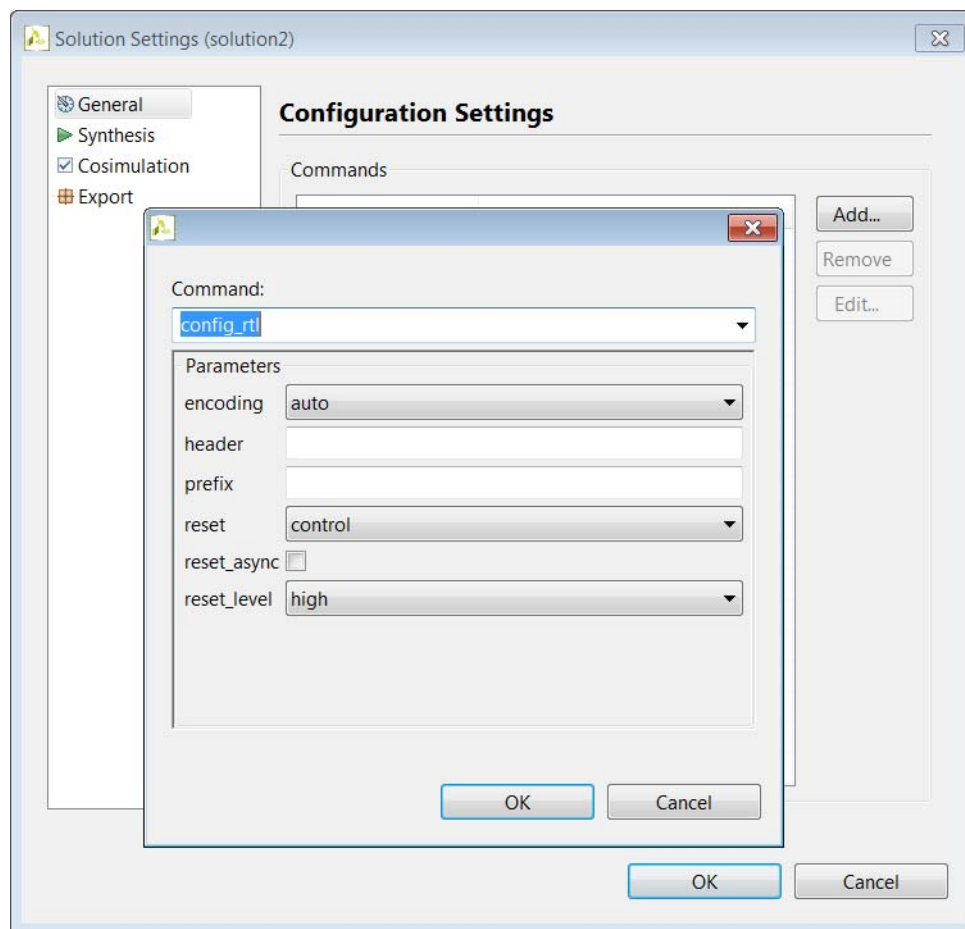 Solution Settings (solution2)
General
Synthesis
Cosimulation
Export
Configuration Settings
Commands
Add...
Remove
Edit...
Command:
config_rtl
Parameters
encoding auto
header
prefix
reset control
reset_async
reset_level high
OK Cancel
OK Cancel